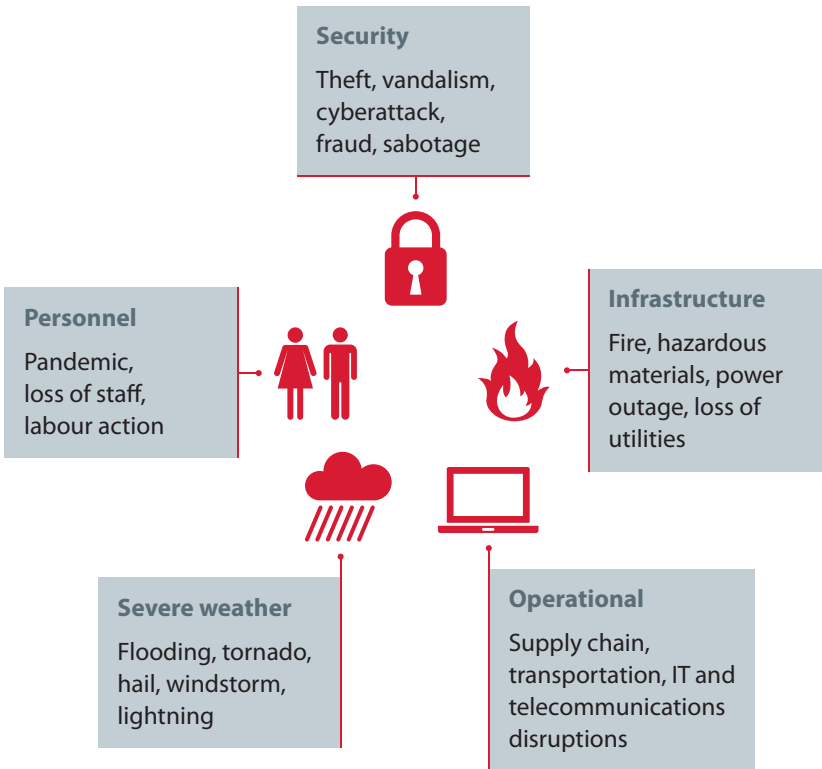 Security
Theft, vandalism,
cyberattack,
fraud, sabotage
Personnel
Pandemic,
loss of staff,
labour action
Infrastructure
Fire, hazardous
materials, power
outage, loss of
utilities
Severe weather
Flooding, tornado,
hail, windstorm,
lightning
Operational
Supply chain,
transportation, IT and
telecommunications
disruptions